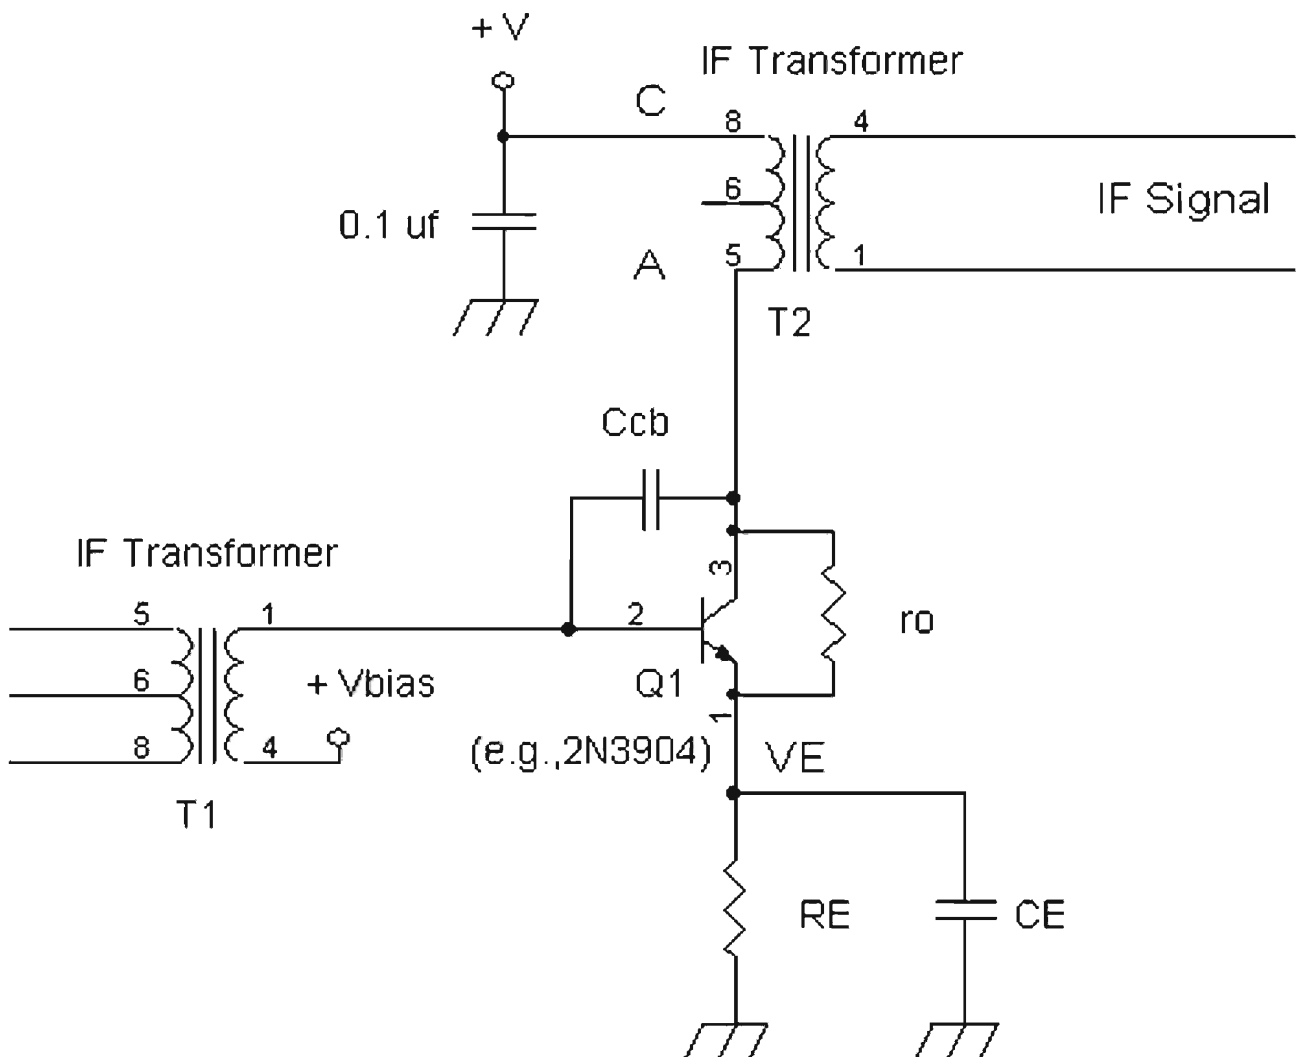 + V
IF Transformer
C
8
4
6
IF Signal
0.1 uf
A
5
1
T2
Ccb
IF Transformer
3
5
1
2
ro
6
+ Vbias
Q1
1
8
4
(e.g.,2N3904)
VE
T1
RE
CE